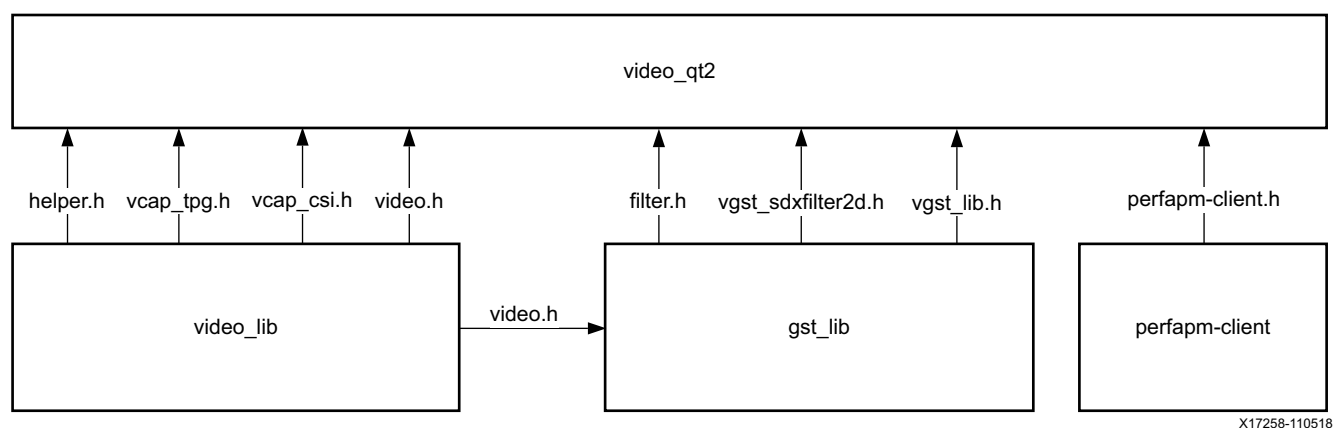 video_qt2
helper.h vcap_tpg.h vcap_csi.h video.h filter.h vgst_sdxfilter2d.h vgst_lib.h perfapm-client.h
video.h
video_lib gst_lib perfapm-client
X17258-110518